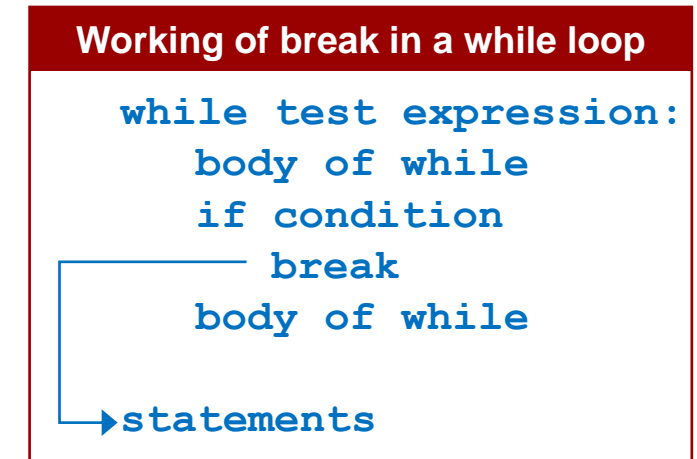 Working of break in a while loop
while test expression:
body of while
if condition
break
body of while
statements